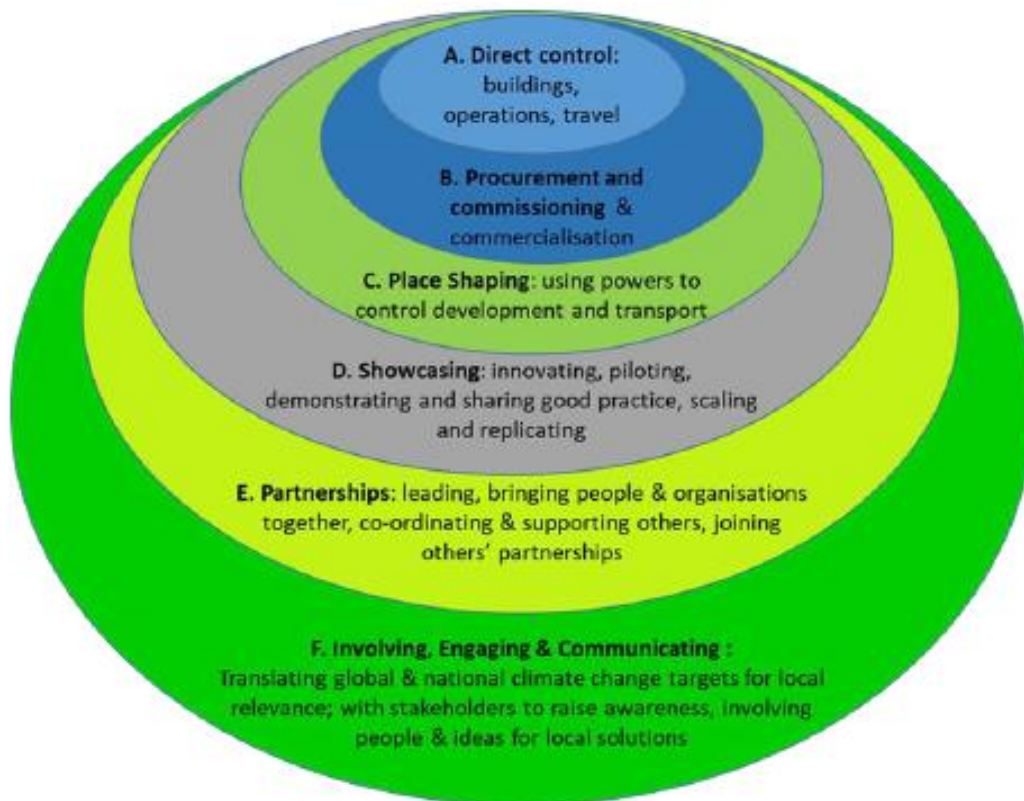 A. Direct control:
buildings,
operations, travel
B. Procurement and
commissioning &
commercialisation
C. Place Shaping: using powers to
control development and transport
D. Showcasing: innovating, piloting,
demonstrating and sharing good practice, scaling
and replicating
E. Partnerships: leading, bringing people & organisations
together, co-ordinating & supporting others, joining
others’ partnerships
F. Involving, Engaging & Communicating :
Translating global & national climate change targets for local
relevance; with stakeholders to raise awareness, involving
people & ideas for local solutions